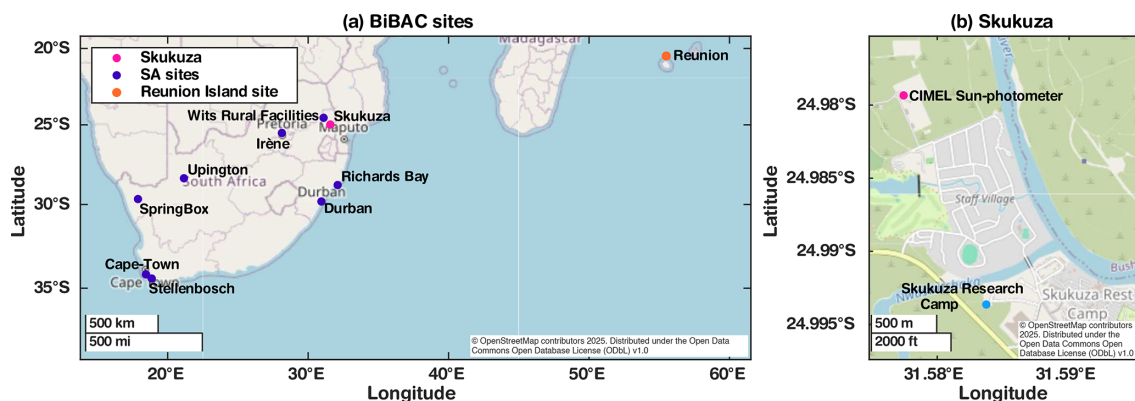 (a) BiBAC sites
Latitude
20°S
25°S
30°S
35°S
Skukuza
SA sites
Reunion Island site
Madagascar
Reunion
Wits Rural Facilities
Skukuza
Pretoria
Maputo
Irène
Upington
South Africa
Richards Bay
Durban
Durban
SpringBox
Cape-Town
Cape Town
Stellenbosch
500 km
500 mi
© OpenStreetMap contributors 2025. Distributed under the Open Data
Commons Open Database License (ODbL) v1.0
20°E
30°E
40°E
50°E
60°E
Longitude
(b) Skukuza
Latitude
24.98°S
24.985°S
24.99°S
24.995°S
CIMEL Sun-photometer
Staff Village
Skukuza Research
Camp
Skukuza Rest
Camp
500 m
2000 ft
© OpenStreetMap contributors
2025. Distributed under the Open
Data Commons Open
Database License (ODbL) v1.0
31.58°E
31.59°E
Longitude